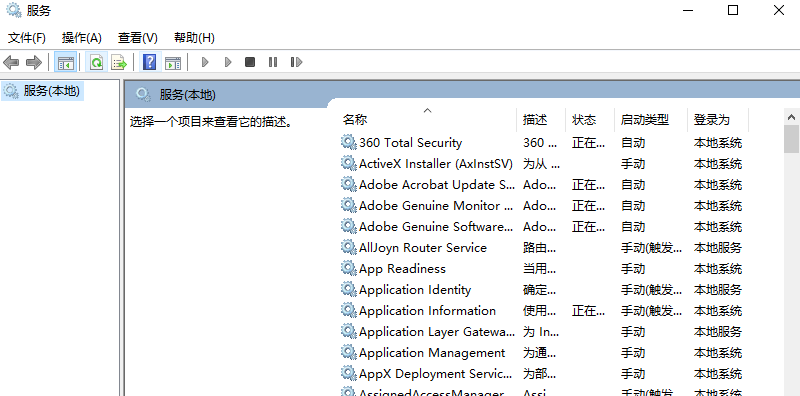 服务
文件(F) 操作(A) 查看(V) 帮助(H)
服务(本地)
服务(本地)
选择一个项目来查看它的描述。
名称 描述 状态 启动类型 登录为
360 Total Security 360 ... 正在... 自动 本地系统
ActiveX Installer (AxInstSV) 为从 ... 手动 本地系统
Adobe Acrobat Update S... Ado... 正在... 自动 本地系统
Adobe Genuine Monitor ... Ado... 正在... 自动 本地系统
Adobe Genuine Software... Ado... 正在... 自动 本地系统
AllJoyn Router Service 路由... 手动(触发... 本地服务
App Readiness 当用... 手动 本地系统
Application Identity 确定... 手动(触发... 本地服务
Application Information 使用... 正在... 手动(触发... 本地系统
Application Layer Gatewa... 为 In... 手动 本地服务
Application Management 为通... 手动 本地系统
AppX Deployment Servic... 为部... 手动 本地系统
AssignedAccessManager... Assi... 手动(触发... 本地系统